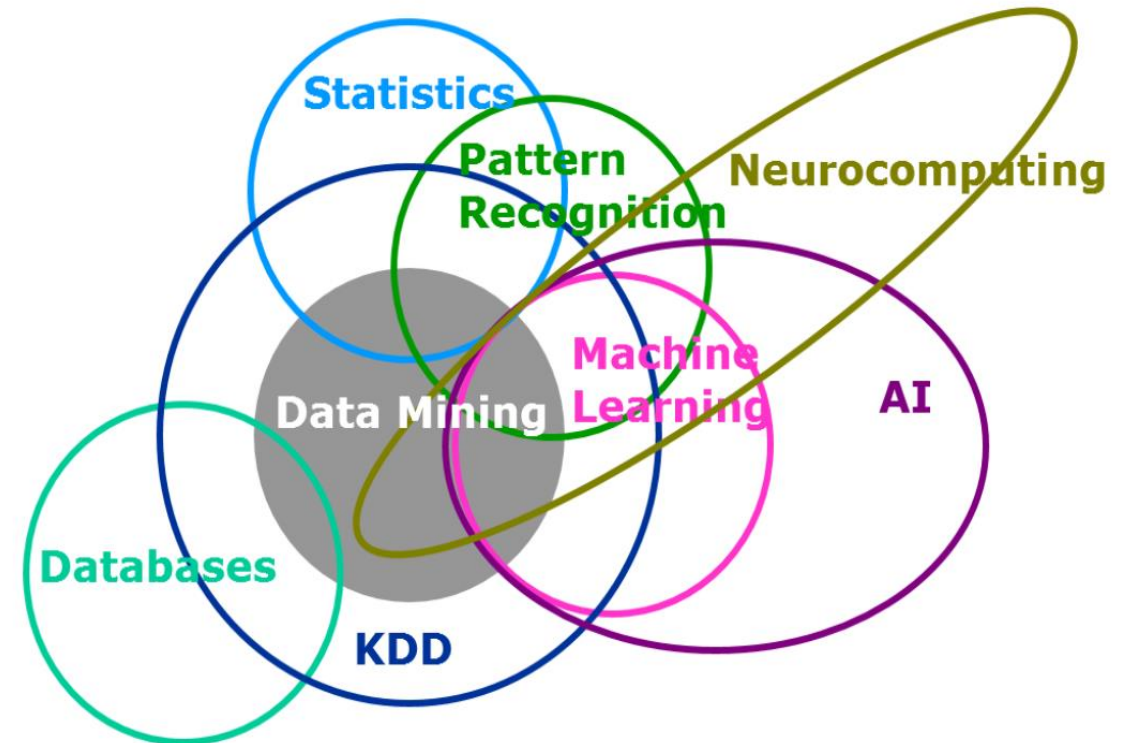 Statistics
Pattern
Recognition
Neurocomputing
Machine
Learning
AI
Data Mining
Databases
KDD